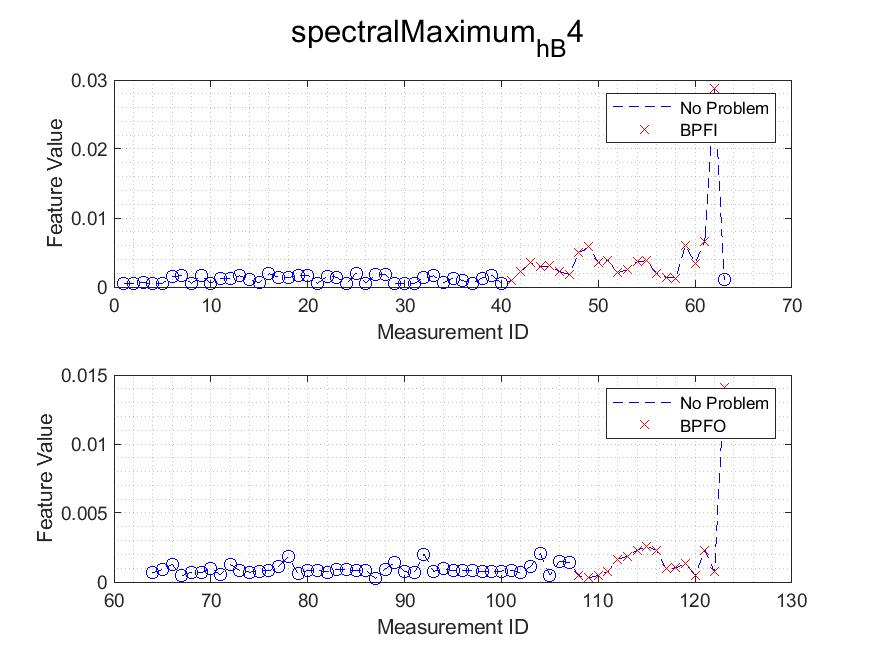 spectralMaximum_hB4
0.03
0.02
0.01
0
Feature Value
No Problem
BPFI
0 10 20 30 40 50 60 70
Measurement ID
0.015
0.01
0.005
0
Feature Value
No Problem
BPFO
60 70 80 90 100 110 120 130
Measurement ID